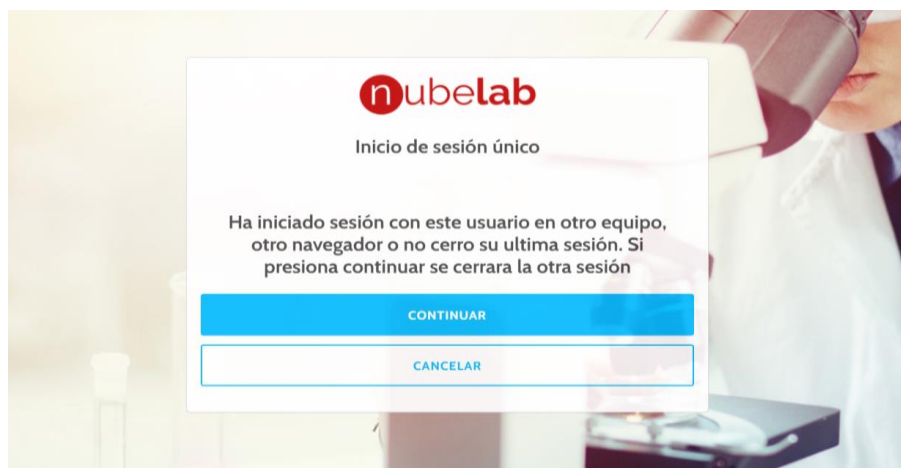 nubelab
Inicio de sesión único
Ha iniciado sesión con este usuario en otro equipo,
otro navegador o no cerro su ultima sesión. Si
presiona continuar se cerrara la otra sesión
CONTINUAR
CANCELAR